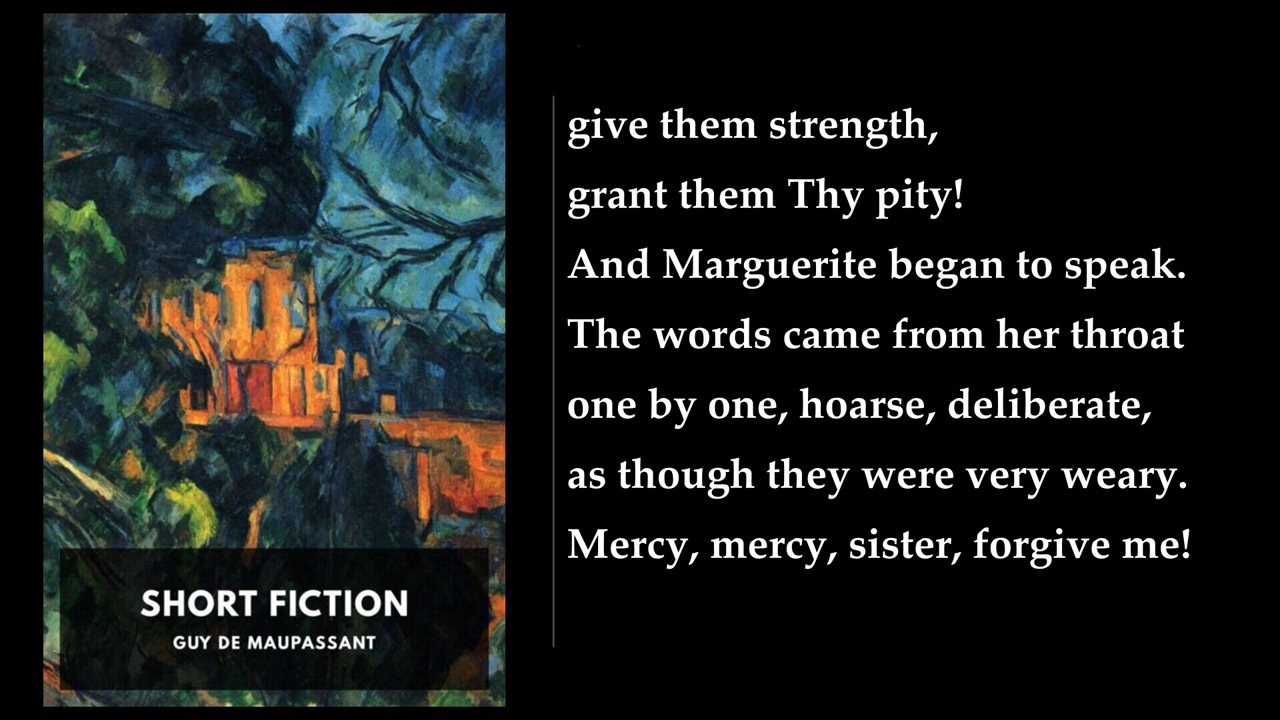 SHORT FICTION
GUY DE MAUPASSANT
give them strength,
grant them Thy pity!
And Marguerite began to speak.
The words came from her throat
one by one, hoarse, deliberate,
as though they were very weary.
Mercy, mercy, sister, forgive me!